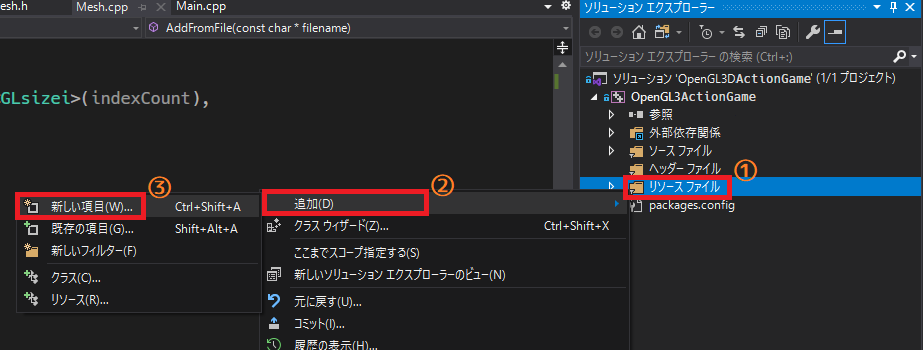 esh.h
Mesh.cpp
Main.cpp
AddFromFile(const char * filename)
GLsizei>(indexCount),
ソリューション エクスプローラー
ソリューション エクスプローラー の検索 (Ctrl+:)
ソリューション 'OpenGL3DActionGame' (1/1 プロジェクト)
OpenGL3ActionGame
参照
外部依存関係
ソース ファイル
ヘッダー ファイル
①
リソース ファイル
packages.config
②
追加(D)
クラス ウィザード(Z)... Ctrl+Shift+X
ここまでスコープ指定する(S)
新しいソリューション エクスプローラーのビュー(N)
元に戻す(U)...
コミット(I)...
履歴の表示(H)...
③
新しい項目(W)... Ctrl+Shift+A
既存の項目(G)... Shift+Alt+A
新しいフィルター(F)
クラス(C)...
リソース(R)...